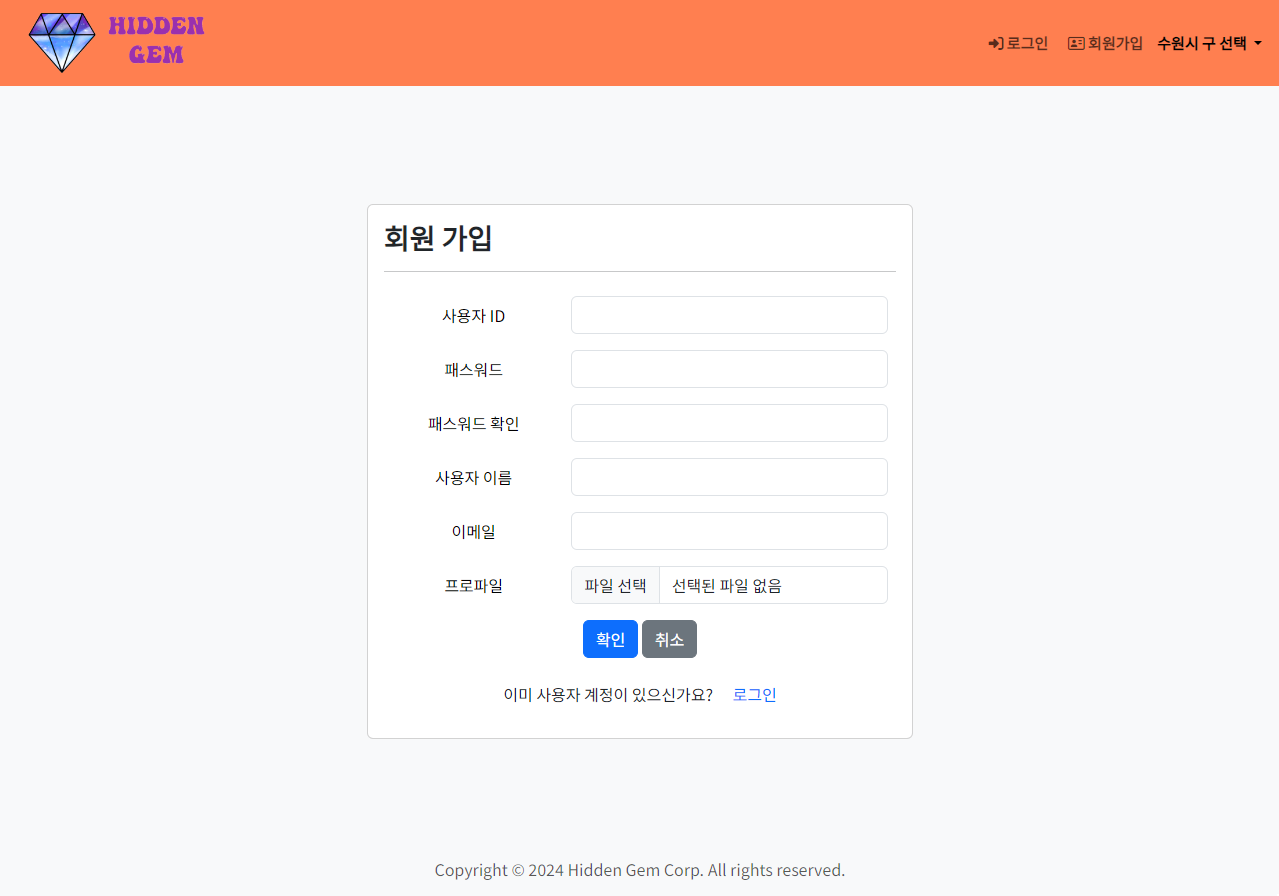 HIDDEN
GEM
로그인 회원가입 수원시 구 선택
회원 가입
사용자 ID
패스워드
패스워드 확인
사용자 이름
이메일
프로파일 파일 선택 선택된 파일 없음
확인 취소
이미 사용자 계정이 있으신가요? 로그인
Copyright © 2024 Hidden Gem Corp. All rights reserved.